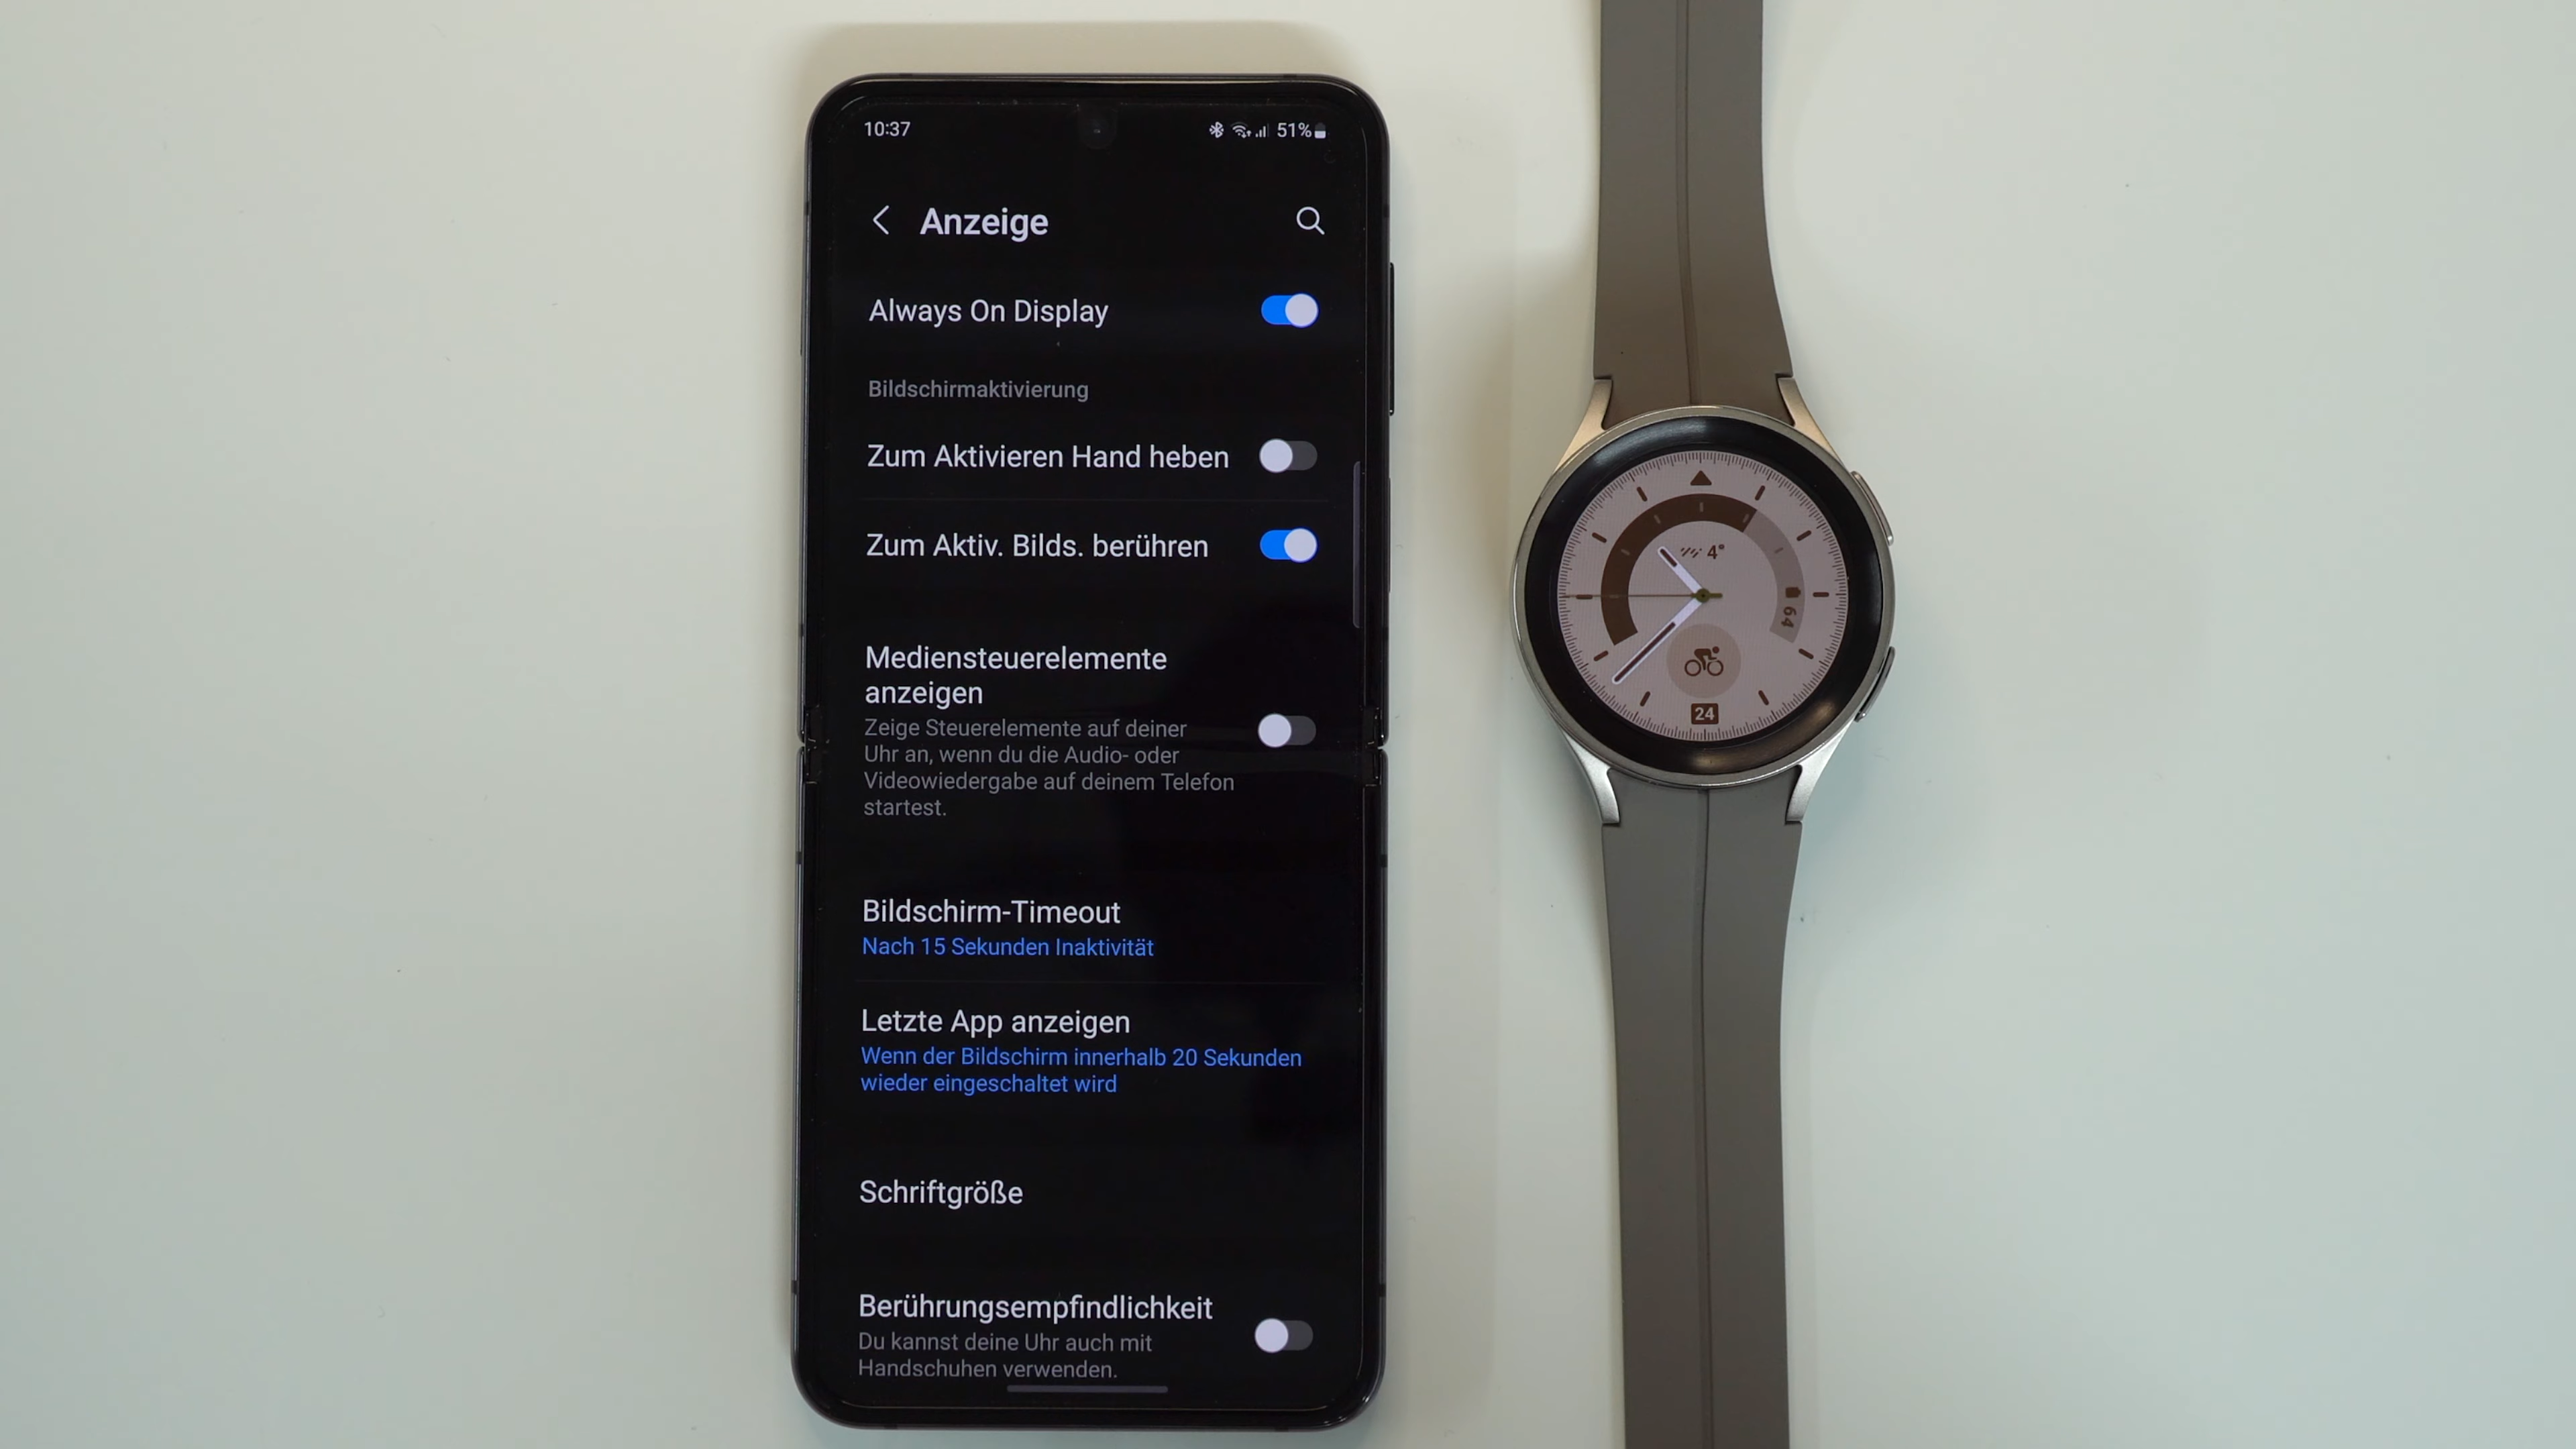 10:37
51%
Anzeige
Always On Display
Bildschirmaktivierung
Zum Aktivieren Hand heben
Zum Aktiv. Bilds. berühren
Mediensteuerelemente
anzeigen
Zeige Steuerelemente auf deiner
Uhr an, wenn du die Audio- oder
Videowiedergabe auf deinem Telefon
startest.
Bildschirm-Timeout
Nach 15 Sekunden Inaktivität
Letzte App anzeigen
Wenn der Bildschirm innerhalb 20 Sekunden
wieder eingeschaltet wird
Schriftgröße
Berührungsempfindlichkeit
Du kannst deine Uhr auch mit
Handschuhen verwenden.
4°
64
24